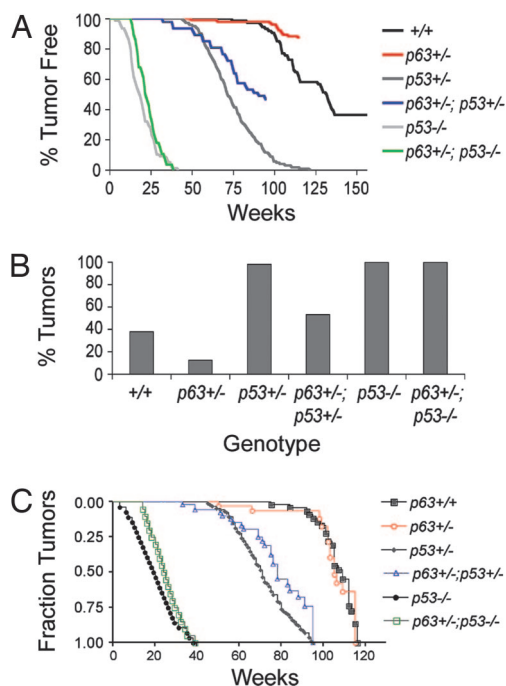 A
% Tumor Free
100
80
60
40
20
0
0 25 50 75 100 125 150
Weeks
+/+
p63+/-
p53+/-
p63+/-; p53+/-
p53-/-
p63+/-; p53-/-
B
% Tumors
100
80
60
40
20
0
+/+ p63+/- p53+/- p63+/-; p53+/- p53-/- p63+/-; p53-/-
Genotype
C
Fraction Tumors
0.00
0.25
0.50
0.75
1.00
0 20 40 60 80 100 120
Weeks
p63+/+
p63+/-
p53+/-
p63+/-;p53+/-
p53-/-
p63+/-;p53-/-